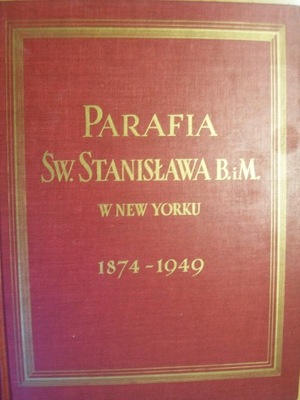 PARAFIA
ŚW. STANISŁAWA B. i M.
W NEW YORKU
1874-1949